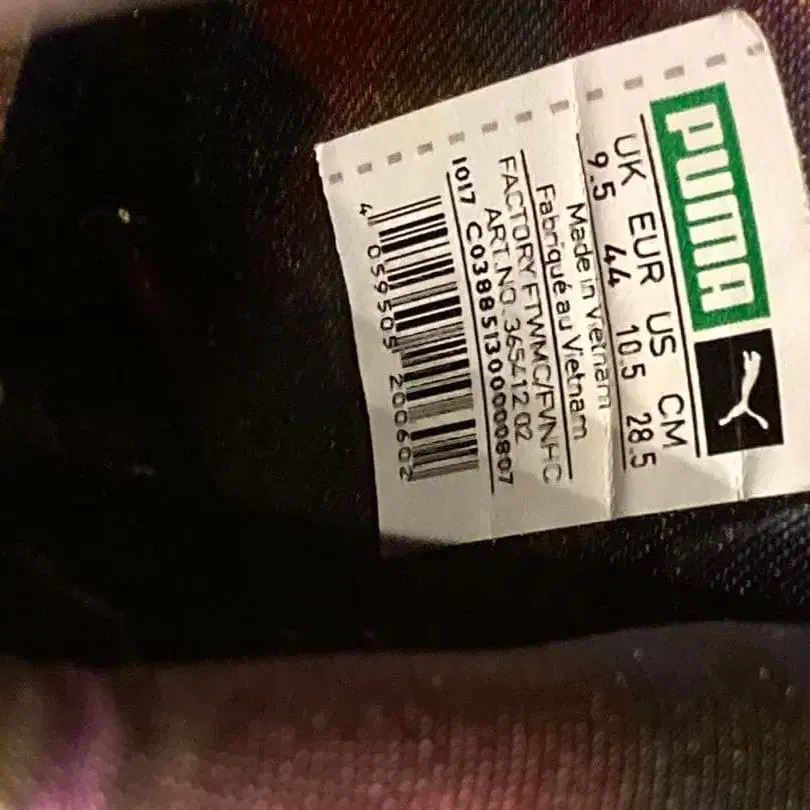 PUMA
UK EUR US CM
9.5 44 10.5 28.5
Made in Vietnam
Fabriqué au Vietnam
FACTORY:FTWMC/FVNHC
ART.NO. 365412 02
1017 C0388513000000807
4 059505 200602